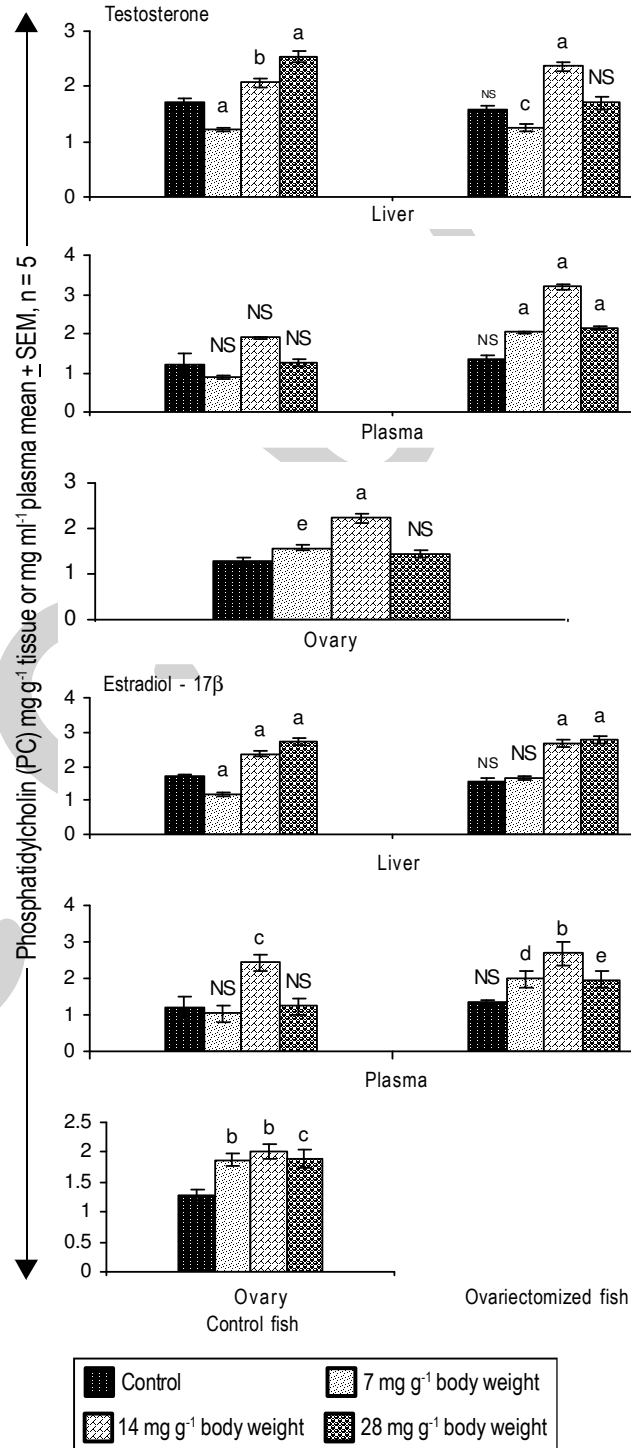 Testosterone
Phosphatidylcholin (PC) mg g⁻¹ tissue or mg ml⁻¹ plasma mean ± SEM, n = 5
3
2
1
0
a
b
a
NS
c
a
NS
Liver
4
3
2
1
0
NS
NS
NS
NS
a
a
a
Plasma
3
2
1
0
e
a
NS
Ovary
Estradiol - 17β
4
3
2
1
0
a
a
a
NS
NS
a
a
Liver
4
3
2
1
0
NS
c
NS
NS
d
b
e
Plasma
2.5
2
1.5
1
0.5
0
b
b
c
Ovary
Control fish
Ovariectomized fish
Control
7 mg g⁻¹ body weight
14 mg g⁻¹ body weight
28 mg g⁻¹ body weight